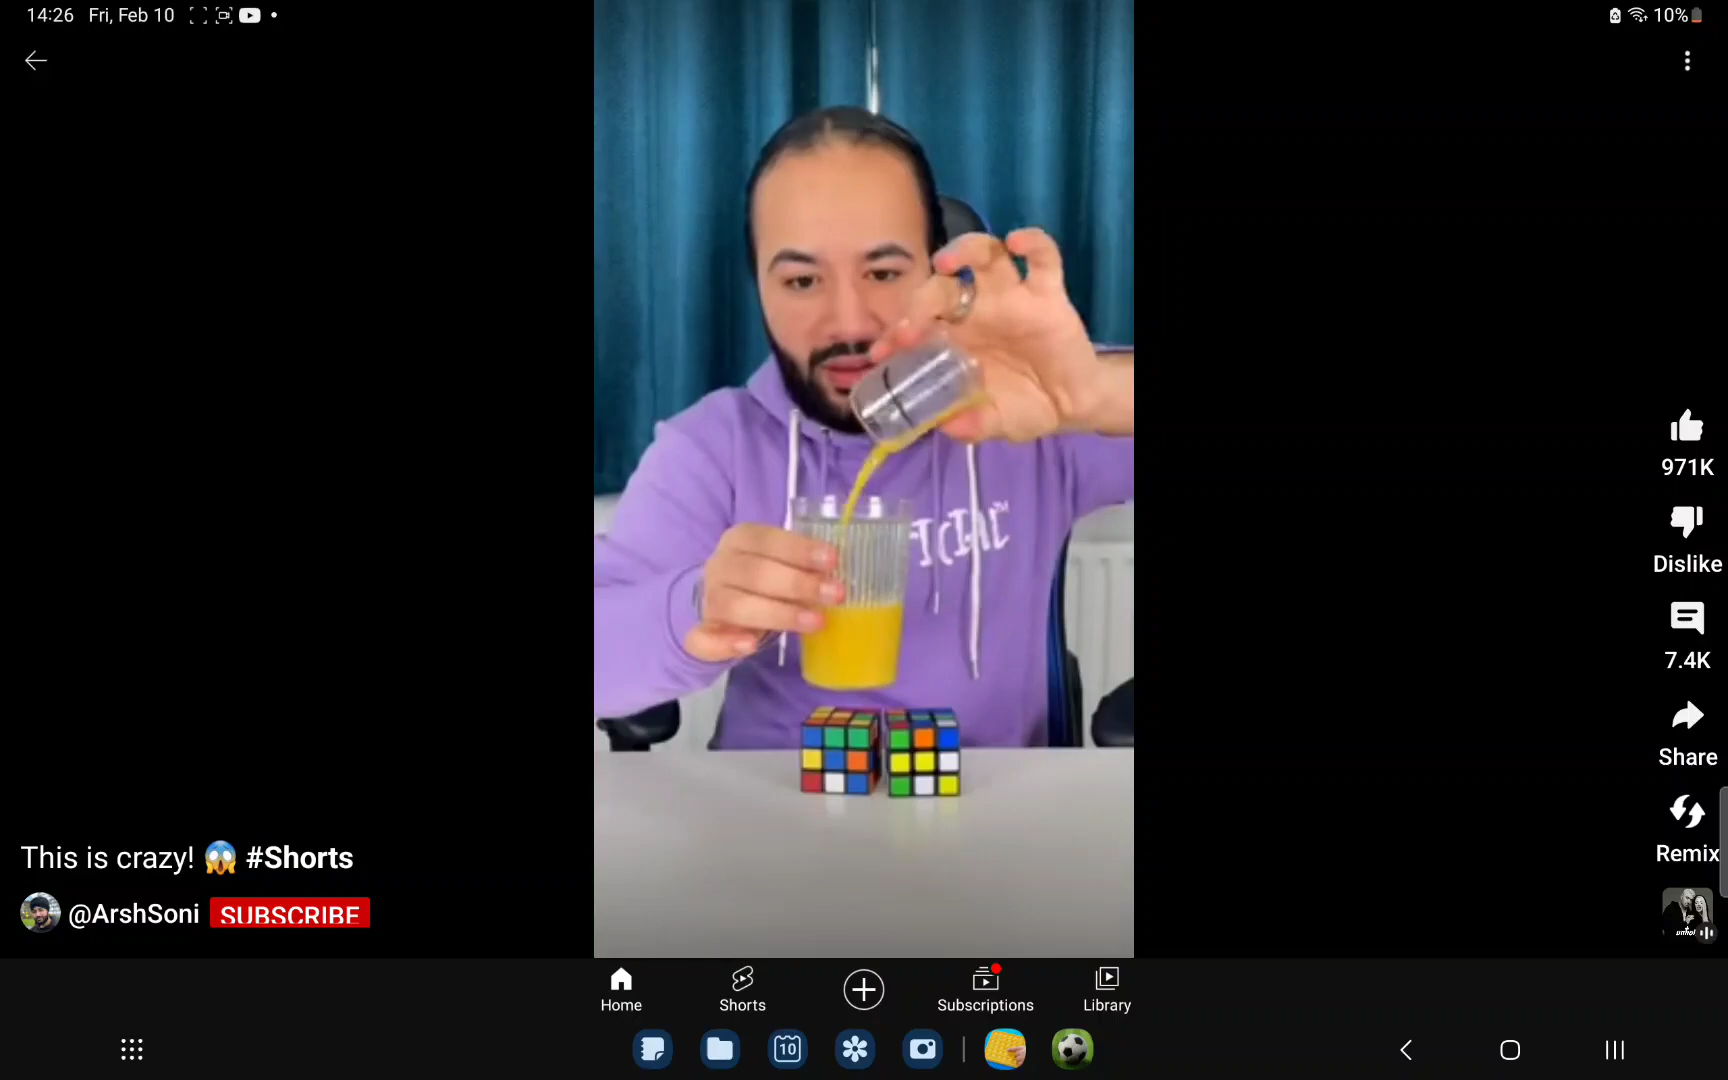 14:26 Fri, Feb 10
10%
971K
Dislike
7.4K
Share
Remix
This is crazy! 😱 #Shorts
@ArshSoni SUBSCRIBE
Home Shorts Subscriptions Library
10